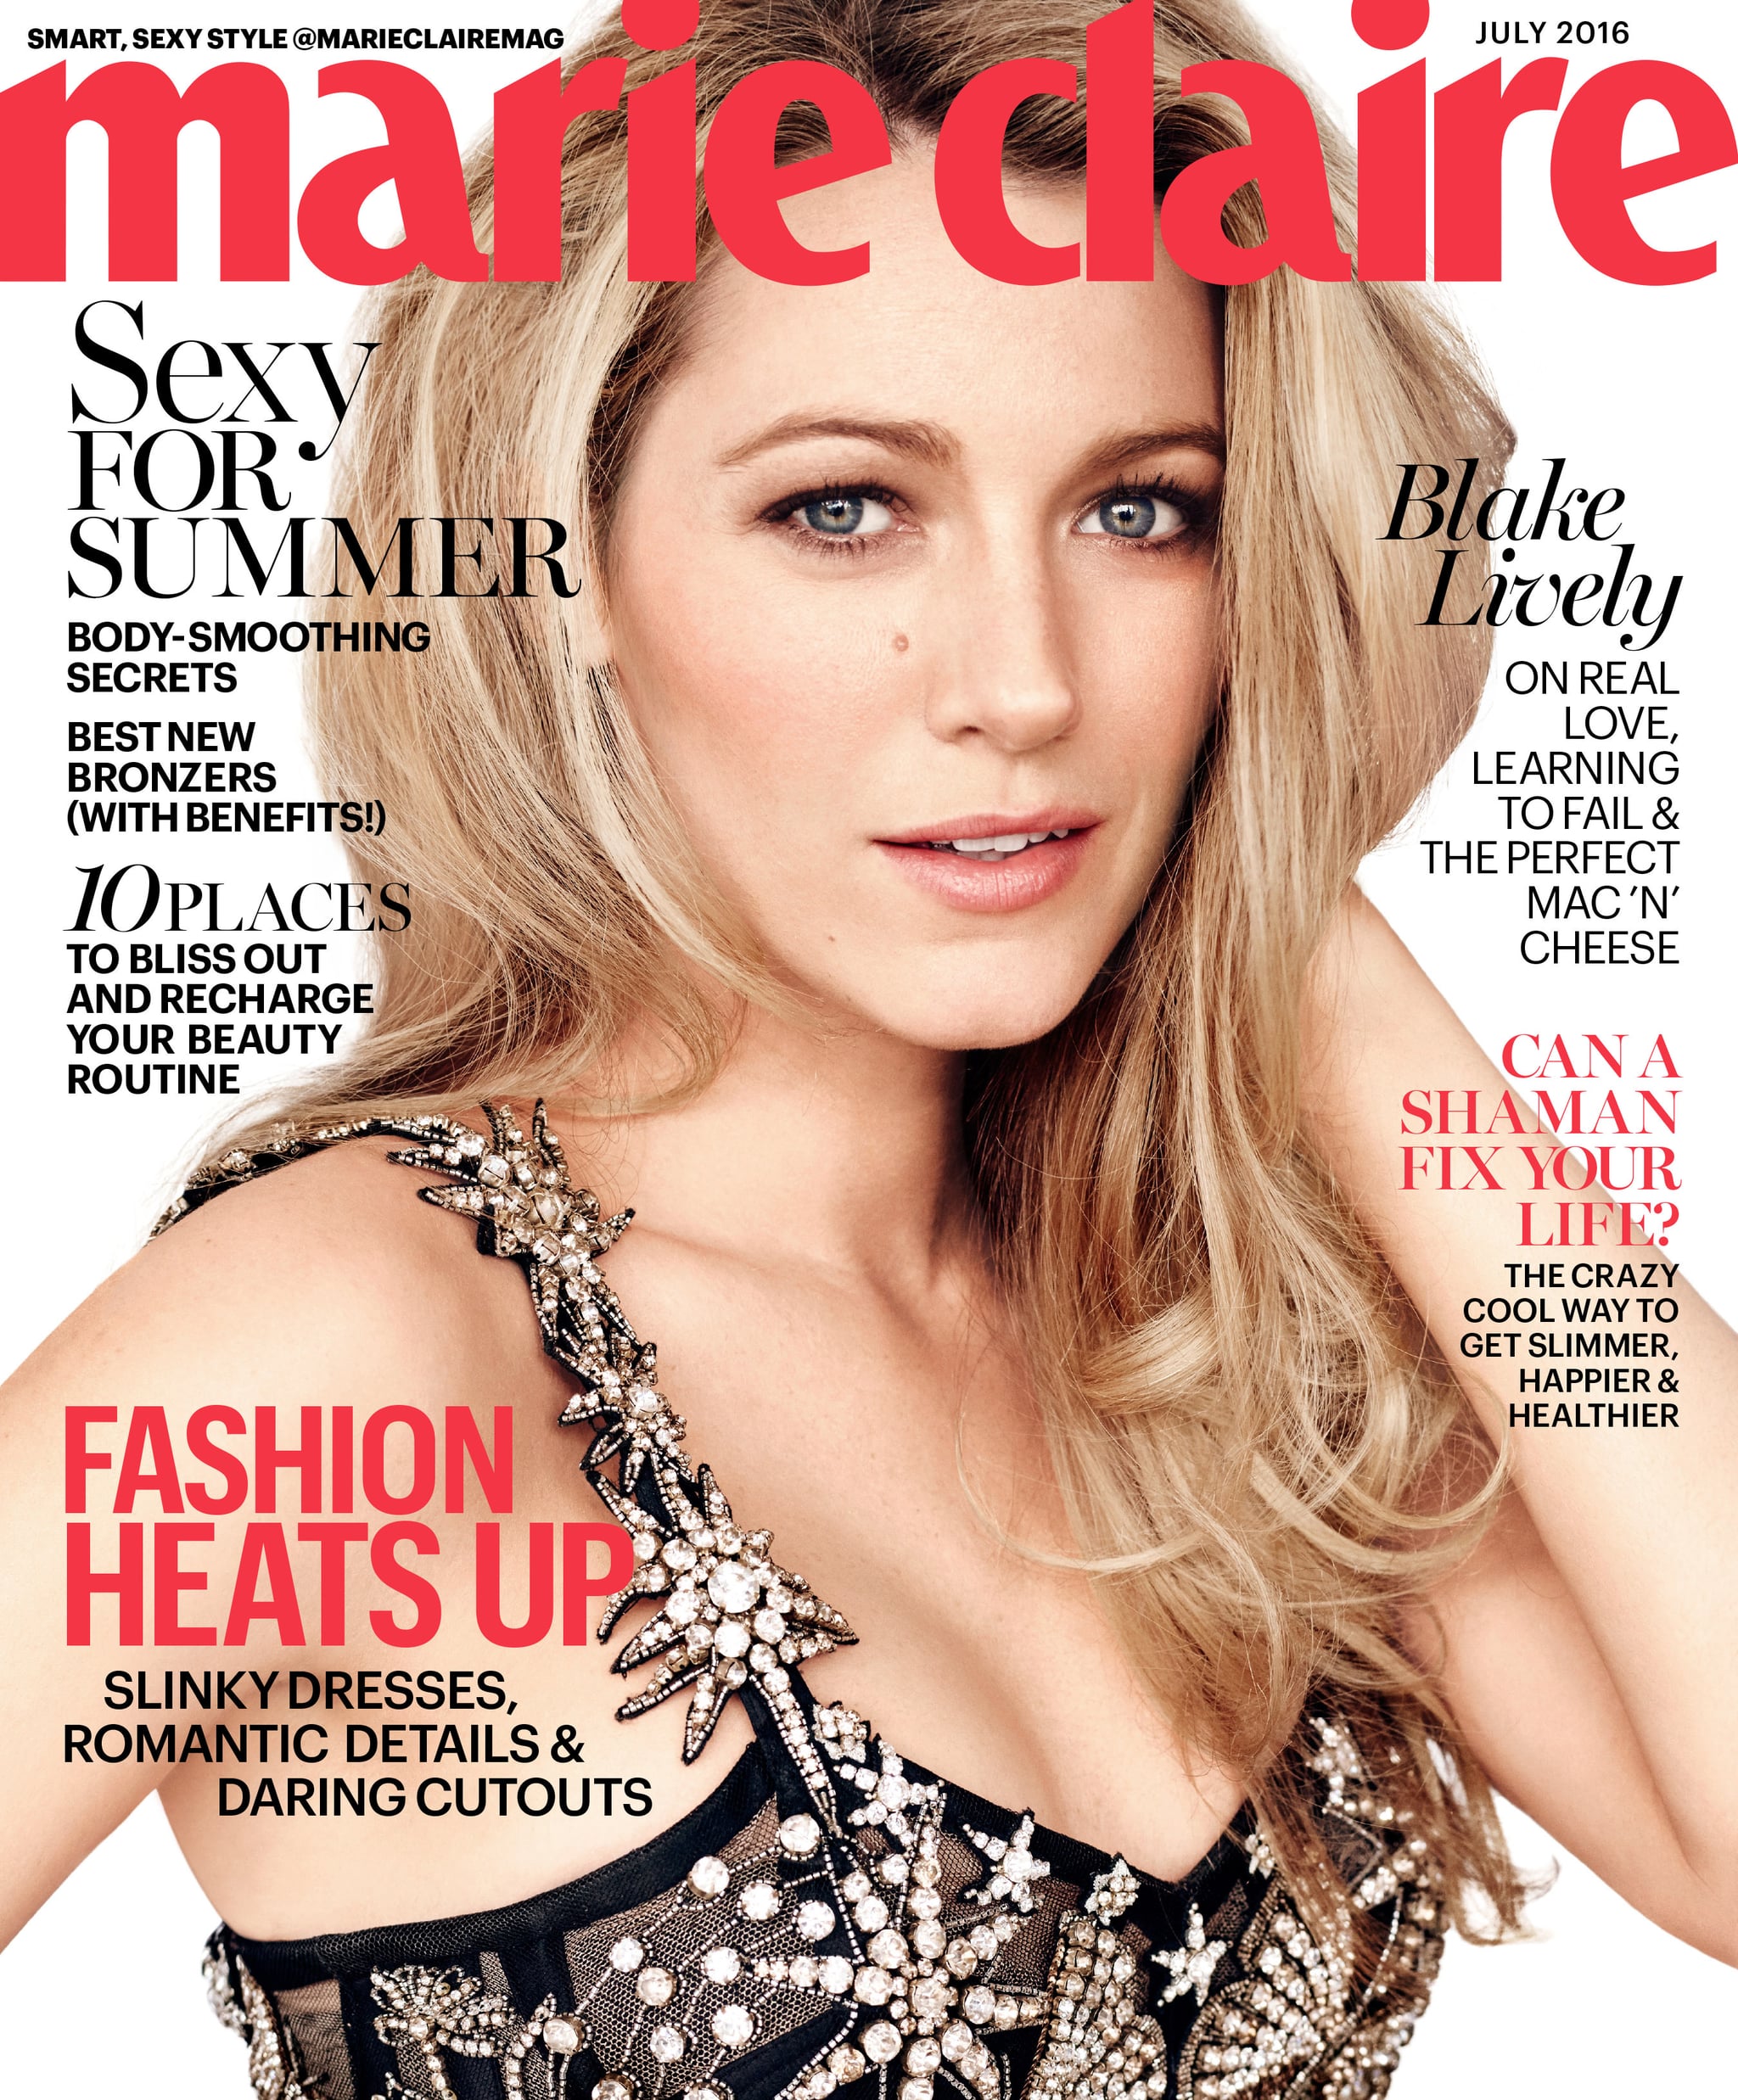 SMART, SEXY STYLE @MARIECLAIREMAG
JULY 2016
marie claire
Sexy
FOR
SUMMER
BODY-SMOOTHING
SECRETS
BEST NEW
BRONZERS
(WITH BENEFITS!)
10 PLACES
TO BLISS OUT
AND RECHARGE
YOUR BEAUTY
ROUTINE
Blake
Lively
ON REAL
LOVE,
LEARNING
TO FAIL &
THE PERFECT
MAC 'N'
CHEESE
CAN A
SHAMAN
FIX YOUR
LIFE?
THE CRAZY
COOL WAY TO
GET SLIMMER,
HAPPIER &
HEALTHIER
FASHION
HEATS UP
SLINKY DRESSES,
ROMANTIC DETAILS &
DARING CUTOUTS